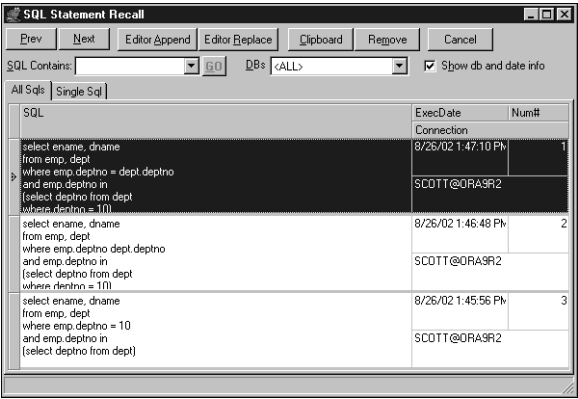 SQL Statement Recall
Prev Next Editor Append Editor Replace Clipboard Remove Cancel
SQL Contains: GO DBs <ALL> Show db and date info
All Sqls Single Sql
SQL ExecDate Num#
Connection
select ename, dname 8/26/02 1:47:10 PM 1
from emp, dept
where emp.deptno = dept.deptno
and emp.deptno in SCOTT@ORA9R2
(select deptno from dept
where deptno = 10)
select ename, dname 8/26/02 1:46:48 PM 2
from emp, dept
where emp.deptno dept.deptno
and emp.deptno in SCOTT@ORA9R2
(select deptno from dept
where deptno = 10)
select ename, dname 8/26/02 1:45:56 PM 3
from emp, dept
where emp.deptno = 10
and emp.deptno in SCOTT@ORA9R2
(select deptno from dept)